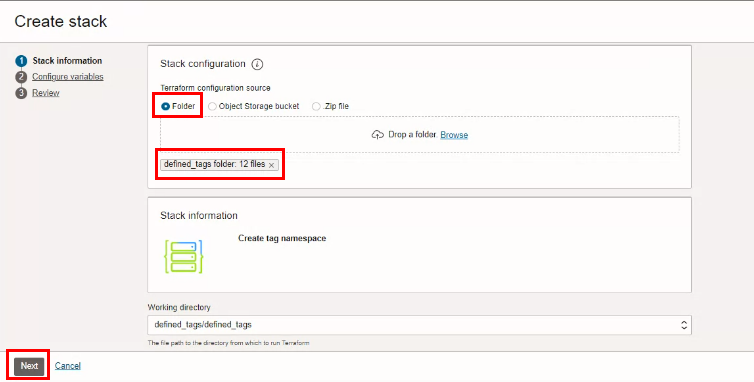 Create stack
1 Stack information
2 Configure variables
3 Review
Stack configuration i
Terraform configuration source
Folder Object Storage bucket .Zip file
Drop a folder Browse
defined_tags folder: 12 files ×
Stack information
Create tag namespace
Working directory
defined_tags/defined_tags
The file path to the directory from which to run Terraform
Next Cancel